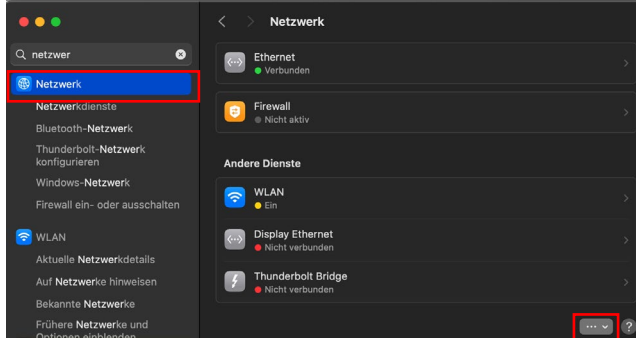 Netzwerk
netzwer
Netzwerk
Netzwerkdienste
Bluetooth-Netzwerk
Thunderbolt-Netzwerk
konfigurieren
Windows-Netzwerk
Firewall ein- oder ausschalten
WLAN
Aktuelle Netzwerkdetails
Auf Netzwerke hinweisen
Bekannte Netzwerke
Frühere Netzwerke und
Optionen einblenden
Ethernet
Verbunden
Firewall
Nicht aktiv
Andere Dienste
WLAN
Ein
Display Ethernet
Nicht verbunden
Thunderbolt Bridge
Nicht verbunden
... ?